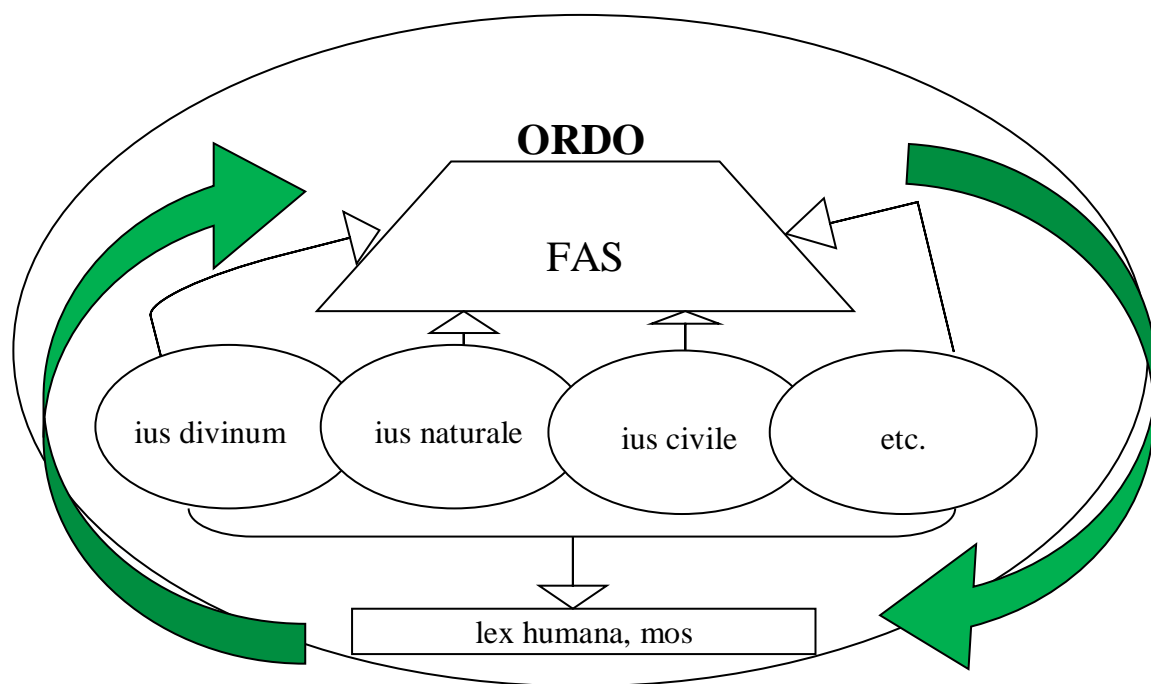 ORDO
FAS
ius divinum
ius naturale
ius civile
etc.
lex humana, mos